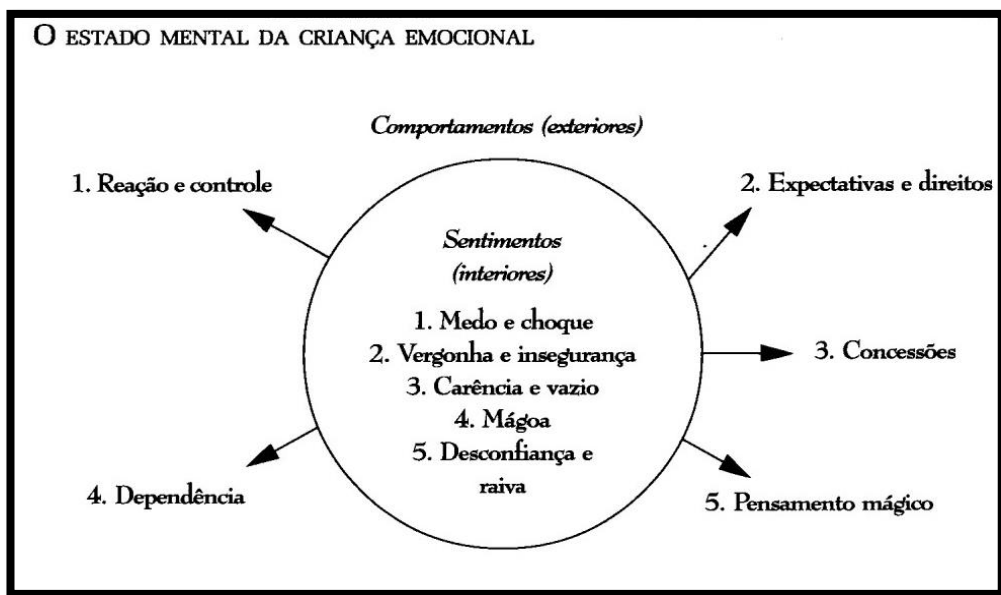 O ESTADO MENTAL DA CRIANÇA EMOCIONAL
Comportamentos (exteriores)
1. Reação e controle
2. Expectativas e direitos
Sentimentos
(interiores)
1. Medo e choque
2. Vergonha e insegurança
3. Carência e vazio
4. Mágoa
5. Desconfiança e
raiva
3. Concessões
4. Dependência
5. Pensamento mágico